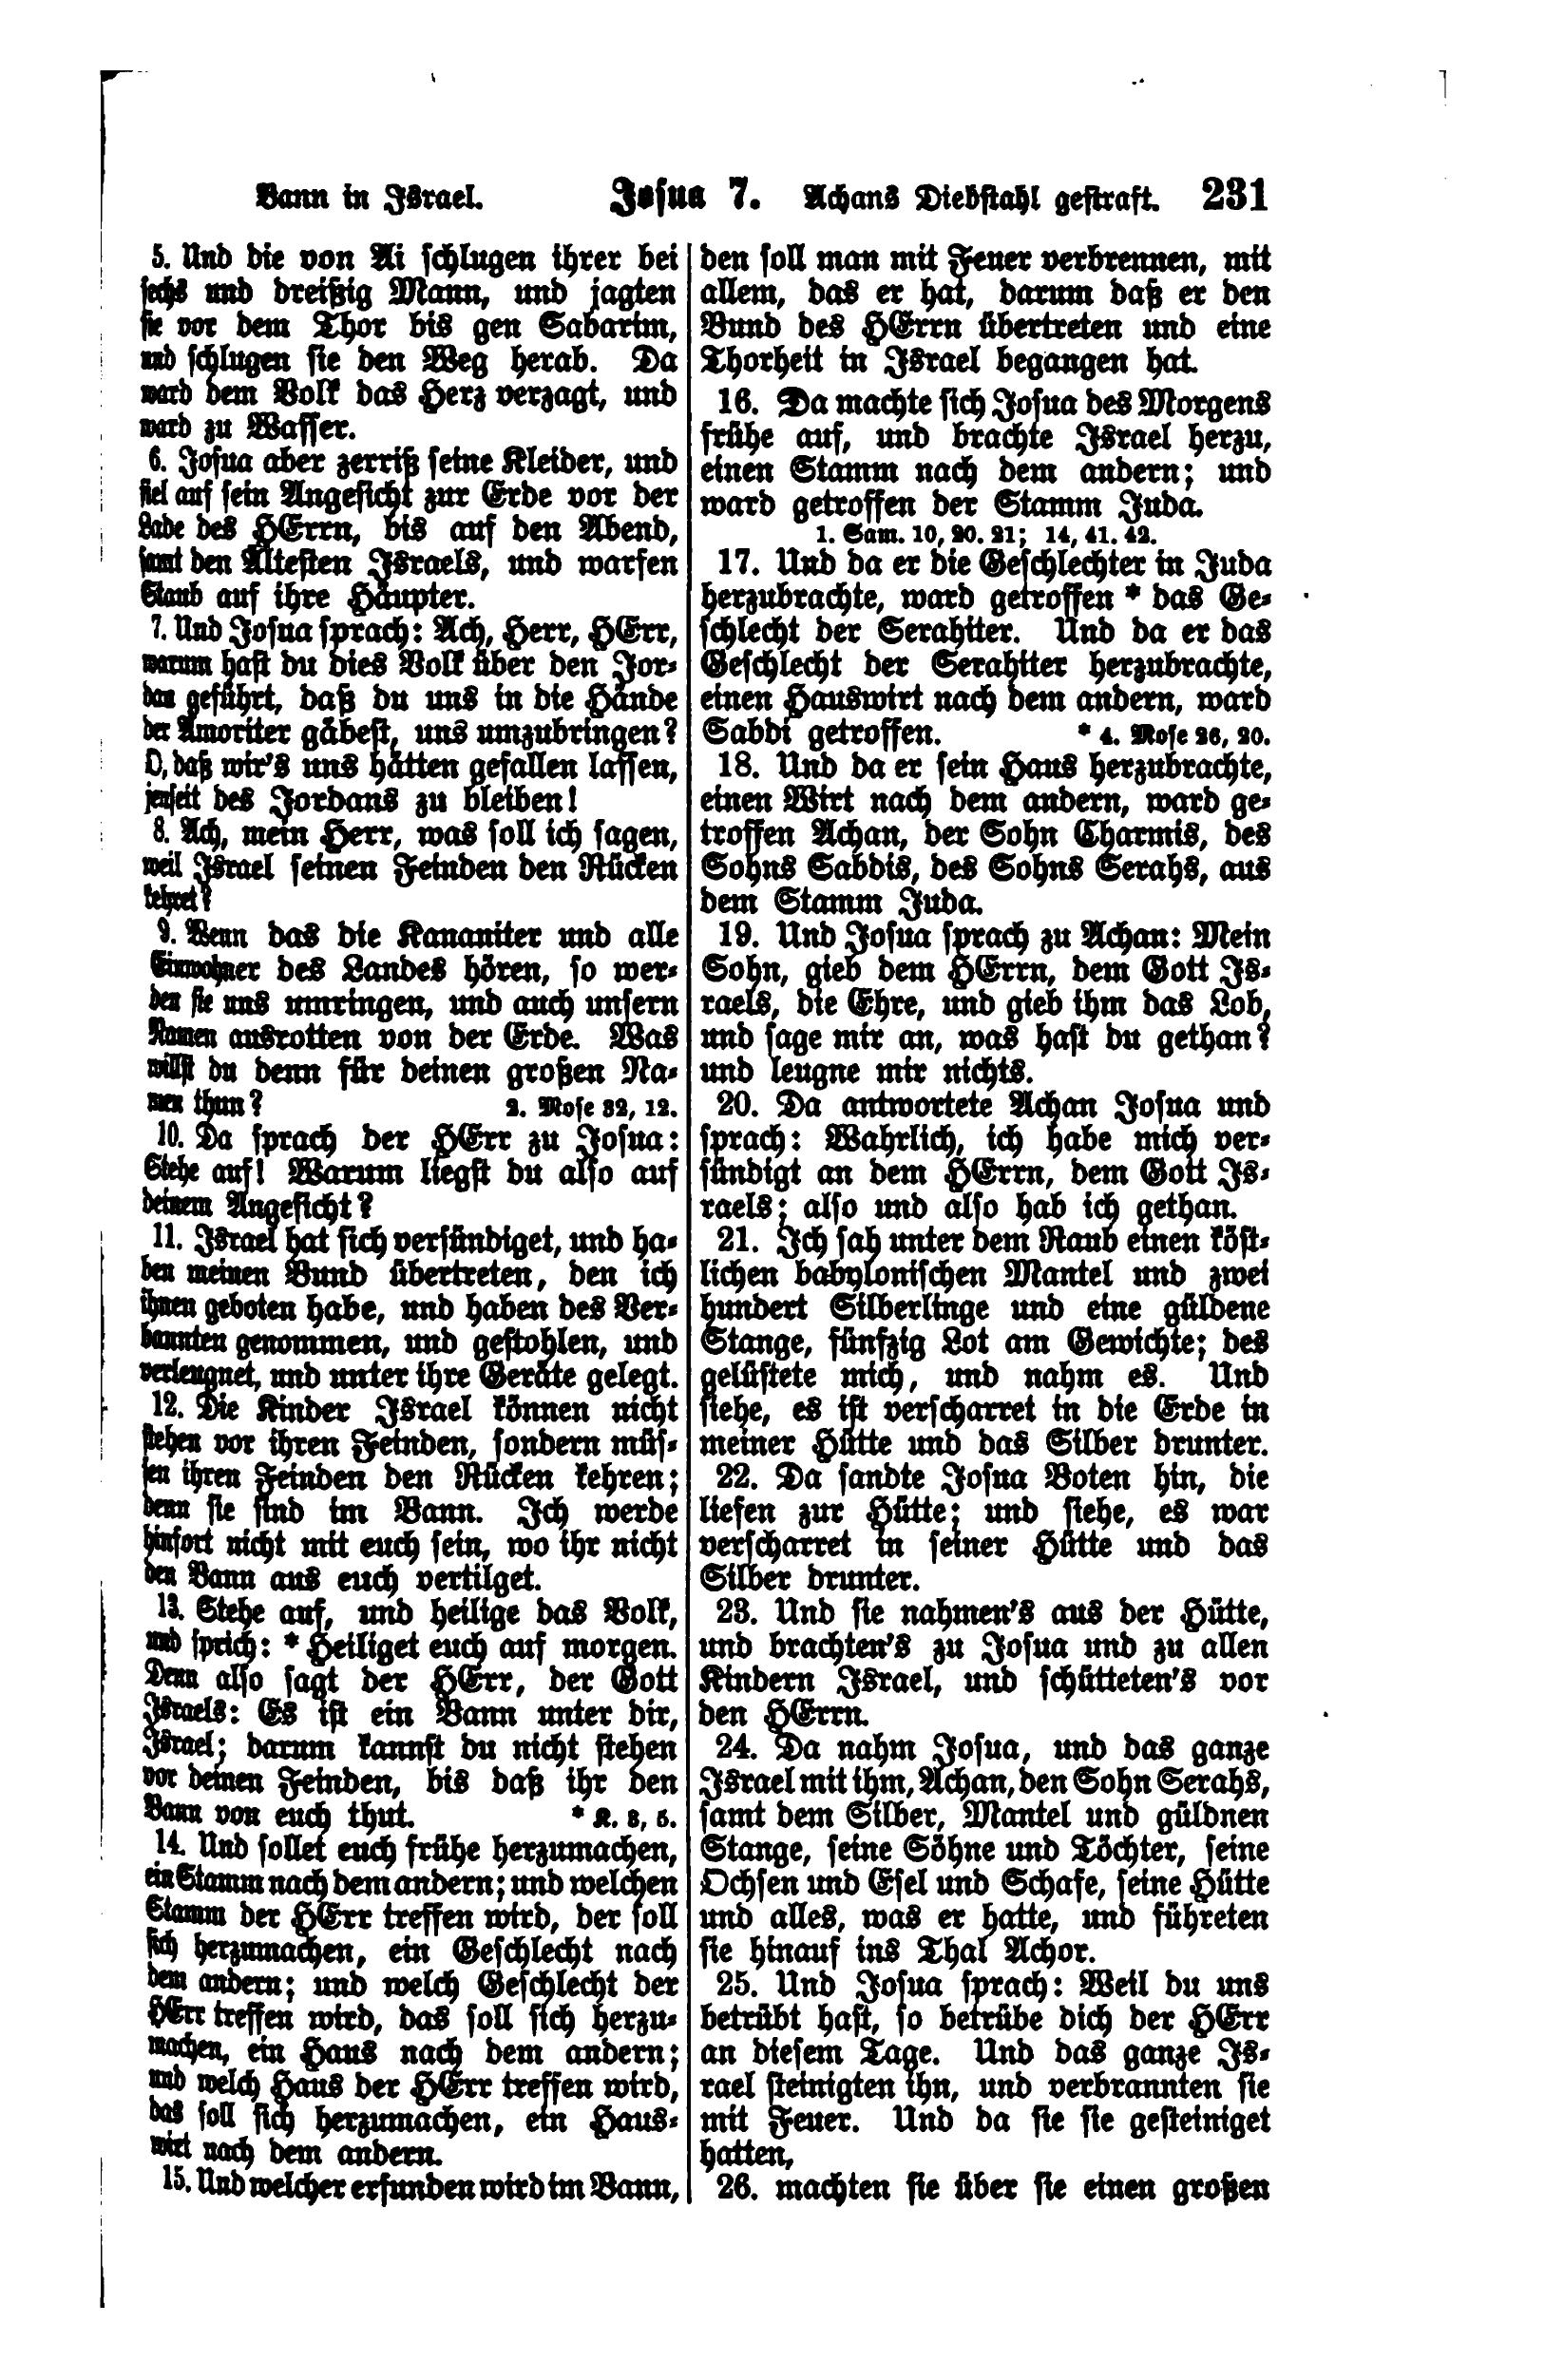 Bann in Israel. Josua 7. Achans Diebstahl gestraft. 231
5. Und die von Ai schlugen ihrer bei
sechs und dreißig Mann, und jagten
sie vor dem Thor bis gen Sabarim,
und schlugen sie den Weg herab. Da
ward dem Volk das Herz verzagt, und
ward zu Wasser.
6. Josua aber zerriß seine Kleider, und
fiel auf sein Angesicht zur Erde vor der
Lade des HErrn, bis auf den Abend,
samt den Ältesten Israels, und warfen
Staub auf ihre Häupter.
7. Und Josua sprach: Ach, Herr, HErr,
warum hast du dies Volk über den Jor-
dan geführt, daß du uns in die Hände
der Amoriter gäbest, uns umzubringen?
O, daß wir's uns hätten gefallen lassen,
jenseit des Jordans zu bleiben!
8. Ach, mein Herr, was soll ich sagen,
weil Israel seinen Feinden den Rücken
kehret?
9. Wenn das die Kananiter und alle
Einwohner des Landes hören, so wer-
den sie uns umringen, und auch unsern
Namen ausrotten von der Erde. Was
willst du denn für deinen großen Na-
men thun? 2. Mose 32, 12.
10. Da sprach der HErr zu Josua:
Stehe auf! Warum liegst du also auf
deinem Angesicht?
11. Israel hat sich versündiget, und ha-
ben meinen Bund übertreten, den ich
ihnen geboten habe, und haben des Ver-
bannten genommen, und gestohlen, und
verleugnet, und unter ihre Geräte gelegt.
12. Die Kinder Israel können nicht
stehen vor ihren Feinden, sondern müs-
sen ihren Feinden den Rücken kehren;
denn sie sind im Bann. Ich werde
hinfort nicht mit euch sein, wo ihr nicht
den Bann aus euch vertilget.
13. Stehe auf, und heilige das Volk,
und sprich: * Heiliget euch auf morgen.
Denn also sagt der HErr, der Gott
Israels: Es ist ein Bann unter dir,
Israel; darum kannst du nicht stehen
vor deinen Feinden, bis daß ihr den
Bann von euch thut. * K. 3, 5.
14. Und sollet euch frühe herzumachen,
ein Stamm nach dem andern; und welchen
Stamm der HErr treffen wird, der soll
sich herzumachen, ein Geschlecht nach
dem andern; und welch Geschlecht der
HErr treffen wird, das soll sich herzu-
machen, ein Haus nach dem andern;
und welch Haus der HErr treffen wird,
das soll sich herzumachen, ein Haus-
wirt nach dem andern.
15. Und welcher erfunden wird im Bann,
den soll man mit Feuer verbrennen, mit
allem, das er hat, darum daß er den
Bund des HErrn übertreten und eine
Thorheit in Israel begangen hat.
16. Da machte sich Josua des Morgens
frühe auf, und brachte Israel herzu,
einen Stamm nach dem andern; und
ward getroffen der Stamm Juda.
1. Sam. 10, 20. 21; 14, 41. 42.
17. Und da er die Geschlechter in Juda
herzubrachte, ward getroffen * das Ge-
schlecht der Serahiter. Und da er das
Geschlecht der Serahiter herzubrachte,
einen Hauswirt nach dem andern, ward
Sabdi getroffen. * 4. Mose 26, 20.
18. Und da er sein Haus herzubrachte,
einen Wirt nach dem andern, ward ge-
troffen Achan, der Sohn Charmis, des
Sohns Sabdis, des Sohns Serahs, aus
dem Stamm Juda.
19. Und Josua sprach zu Achan: Mein
Sohn, gieb dem HErrn, dem Gott Is-
raels, die Ehre, und gieb ihm das Lob,
und sage mir an, was hast du gethan?
und leugne mir nichts.
20. Da antwortete Achan Josua und
sprach: Wahrlich, ich habe mich ver-
sündigt an dem HErrn, dem Gott Is-
raels; also und also hab ich gethan.
21. Ich sah unter dem Raub einen köst-
lichen babylonischen Mantel und zwei
hundert Silberlinge und eine güldene
Stange, fünfzig Lot am Gewichte; des
gelüstete mich, und nahm es. Und
siehe, es ist verscharret in die Erde in
meiner Hütte und das Silber drunter.
22. Da sandte Josua Boten hin, die
liefen zur Hütte; und siehe, es war
verscharret in seiner Hütte und das
Silber drunter.
23. Und sie nahmen's aus der Hütte,
und brachten's zu Josua und zu allen
Kindern Israel, und schütteten's vor
den HErrn.
24. Da nahm Josua, und das ganze
Israel mit ihm, Achan, den Sohn Serahs,
samt dem Silber, Mantel und güldnen
Stange, seine Söhne und Töchter, seine
Ochsen und Esel und Schafe, seine Hütte
und alles, was er hatte, und führeten
sie hinauf ins Thal Achor.
25. Und Josua sprach: Weil du uns
betrübt hast, so betrübe dich der HErr
an diesem Tage. Und das ganze Is-
rael steinigten ihn, und verbrannten sie
mit Feuer. Und da sie sie gesteiniget
hatten,
26. machten sie über sie einen großen